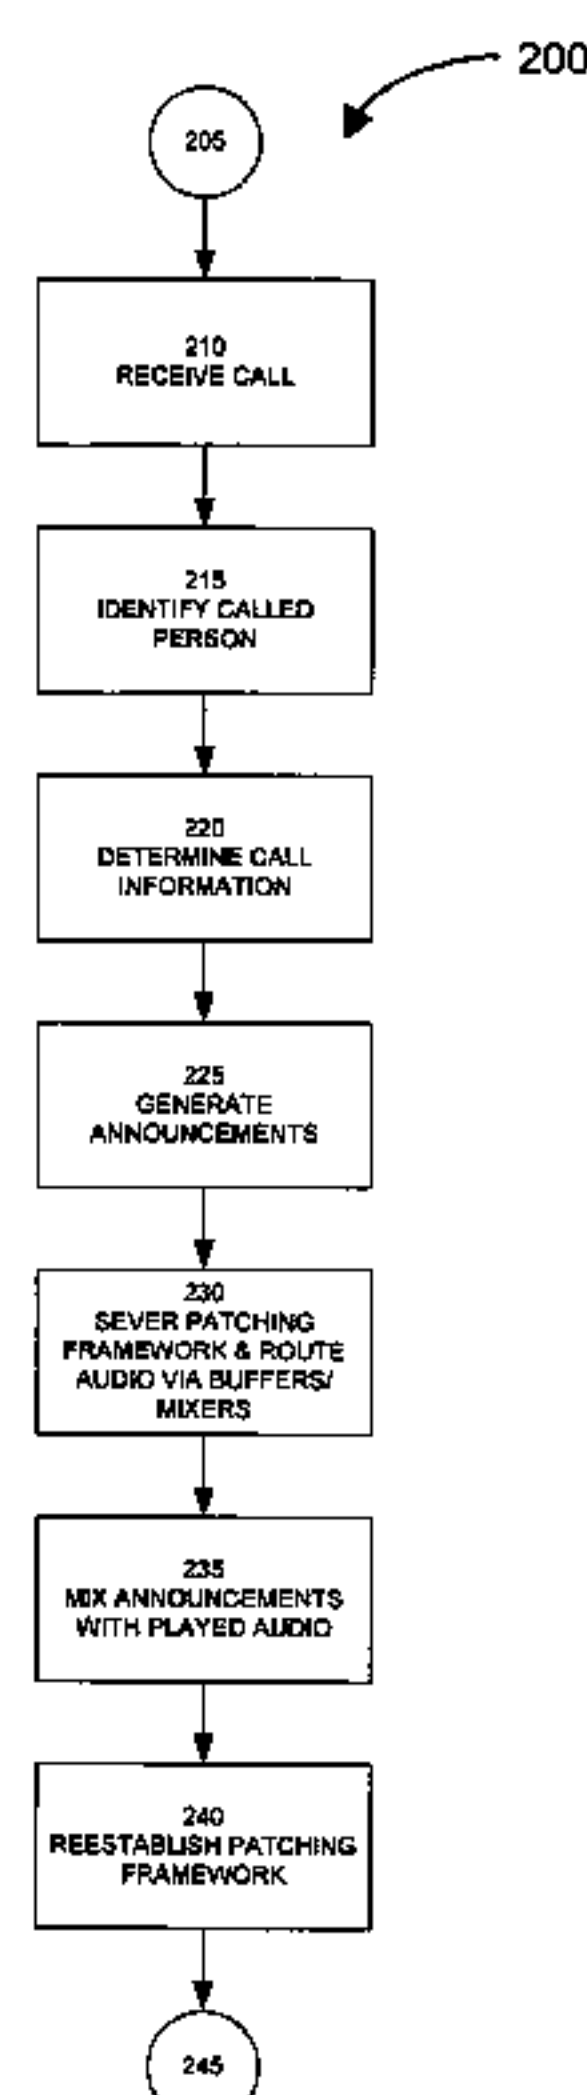 200
205
210
RECEIVE CALL
215
IDENTIFY CALLED
PERSON
220
DETERMINE CALL
INFORMATION
225
GENERATE
ANNOUNCEMENTS
230
SEVER PATCHING
FRAMEWORK & ROUTE
AUDIO VIA BUFFERS/
MIXERS
235
MIX ANNOUNCEMENTS
WITH PLAYED AUDIO
240
REESTABLISH PATCHING
FRAMEWORK
245